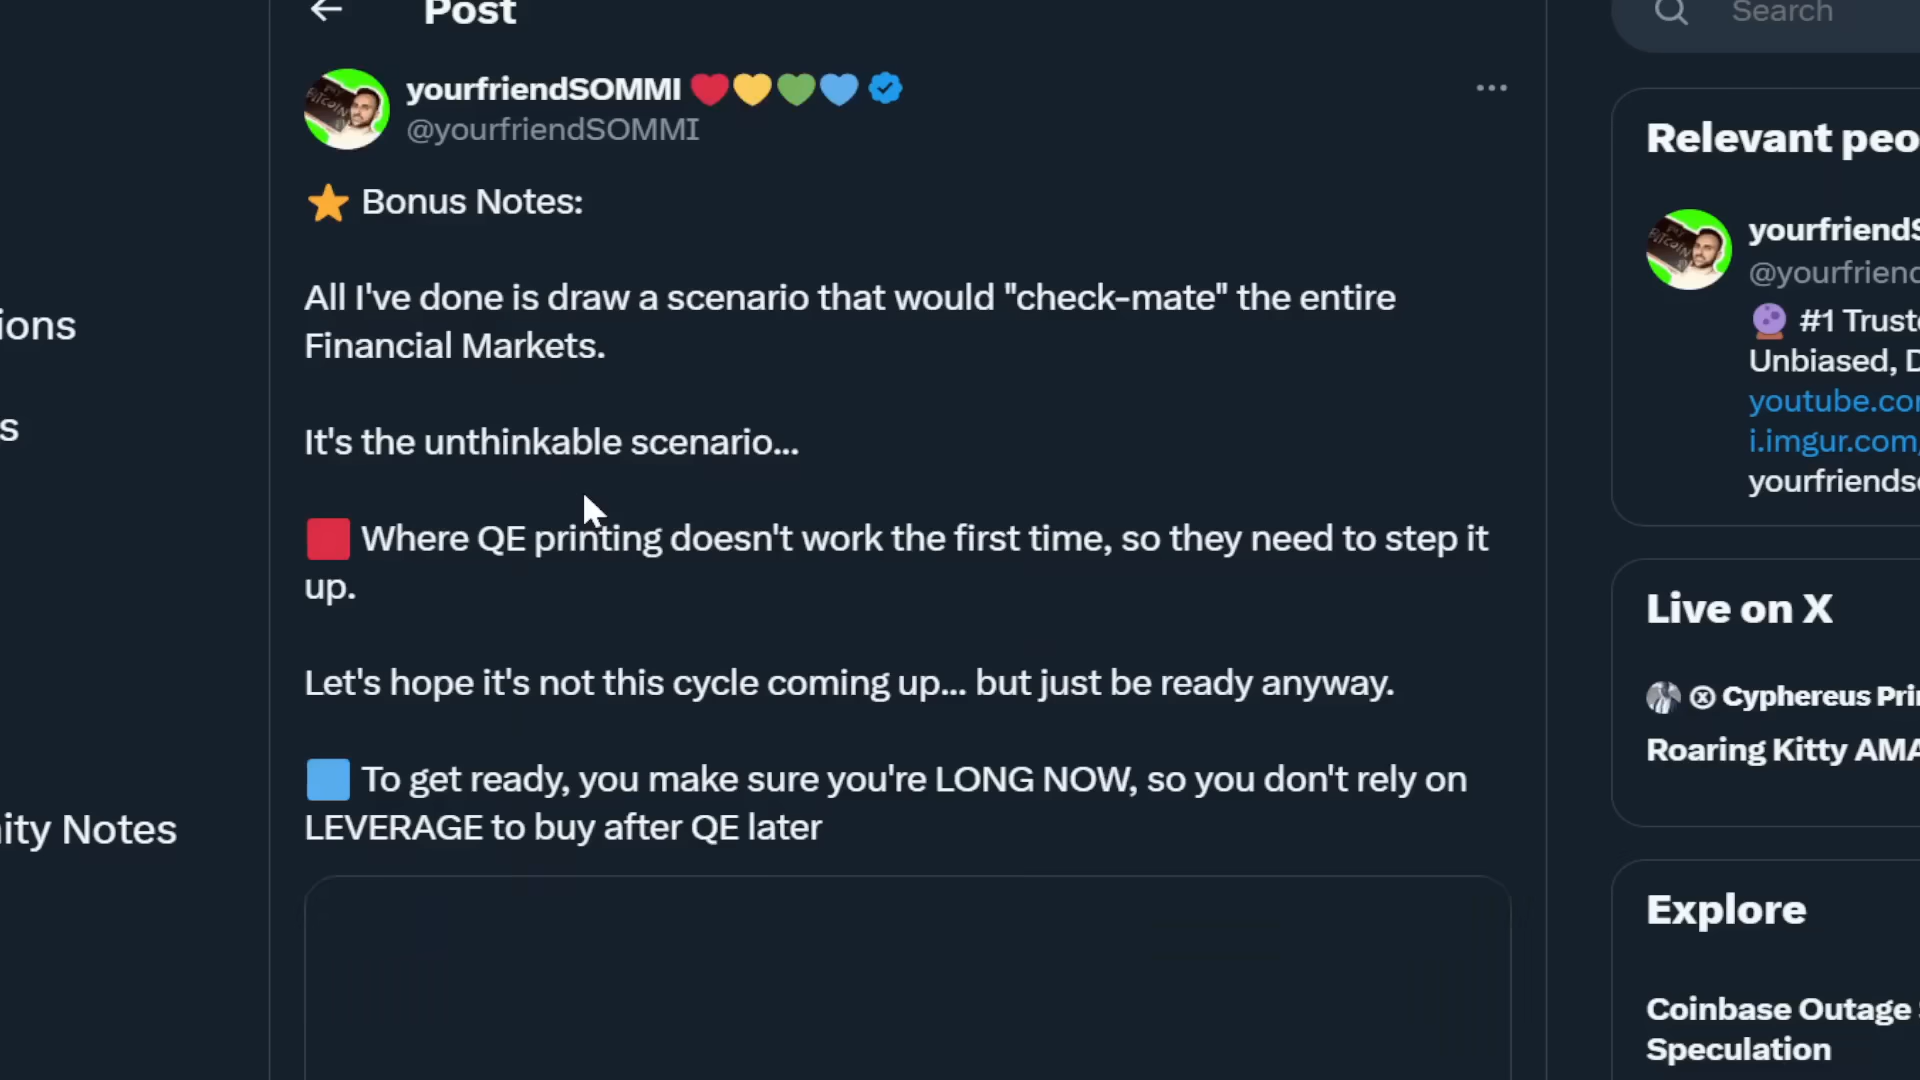 Post
Search
yourfriendSOMMI
@yourfriendSOMMI
Bonus Notes:
All I've done is draw a scenario that would "check-mate" the entire
Financial Markets.
It's the unthinkable scenario...
Where QE printing doesn't work the first time, so they need to step it
up.
Let's hope it's not this cycle coming up... but just be ready anyway.
To get ready, you make sure you're LONG NOW, so you don't rely on
LEVERAGE to buy after QE later
ions
s
ity Notes
Relevant peo
yourfriendS
@yourfriend
#1 Truste
Unbiased, D
youtube.co
i.imgur.com/
yourfriends
Live on X
Cyphereus Pri
Roaring Kitty AMA
Explore
Coinbase Outage
Speculation